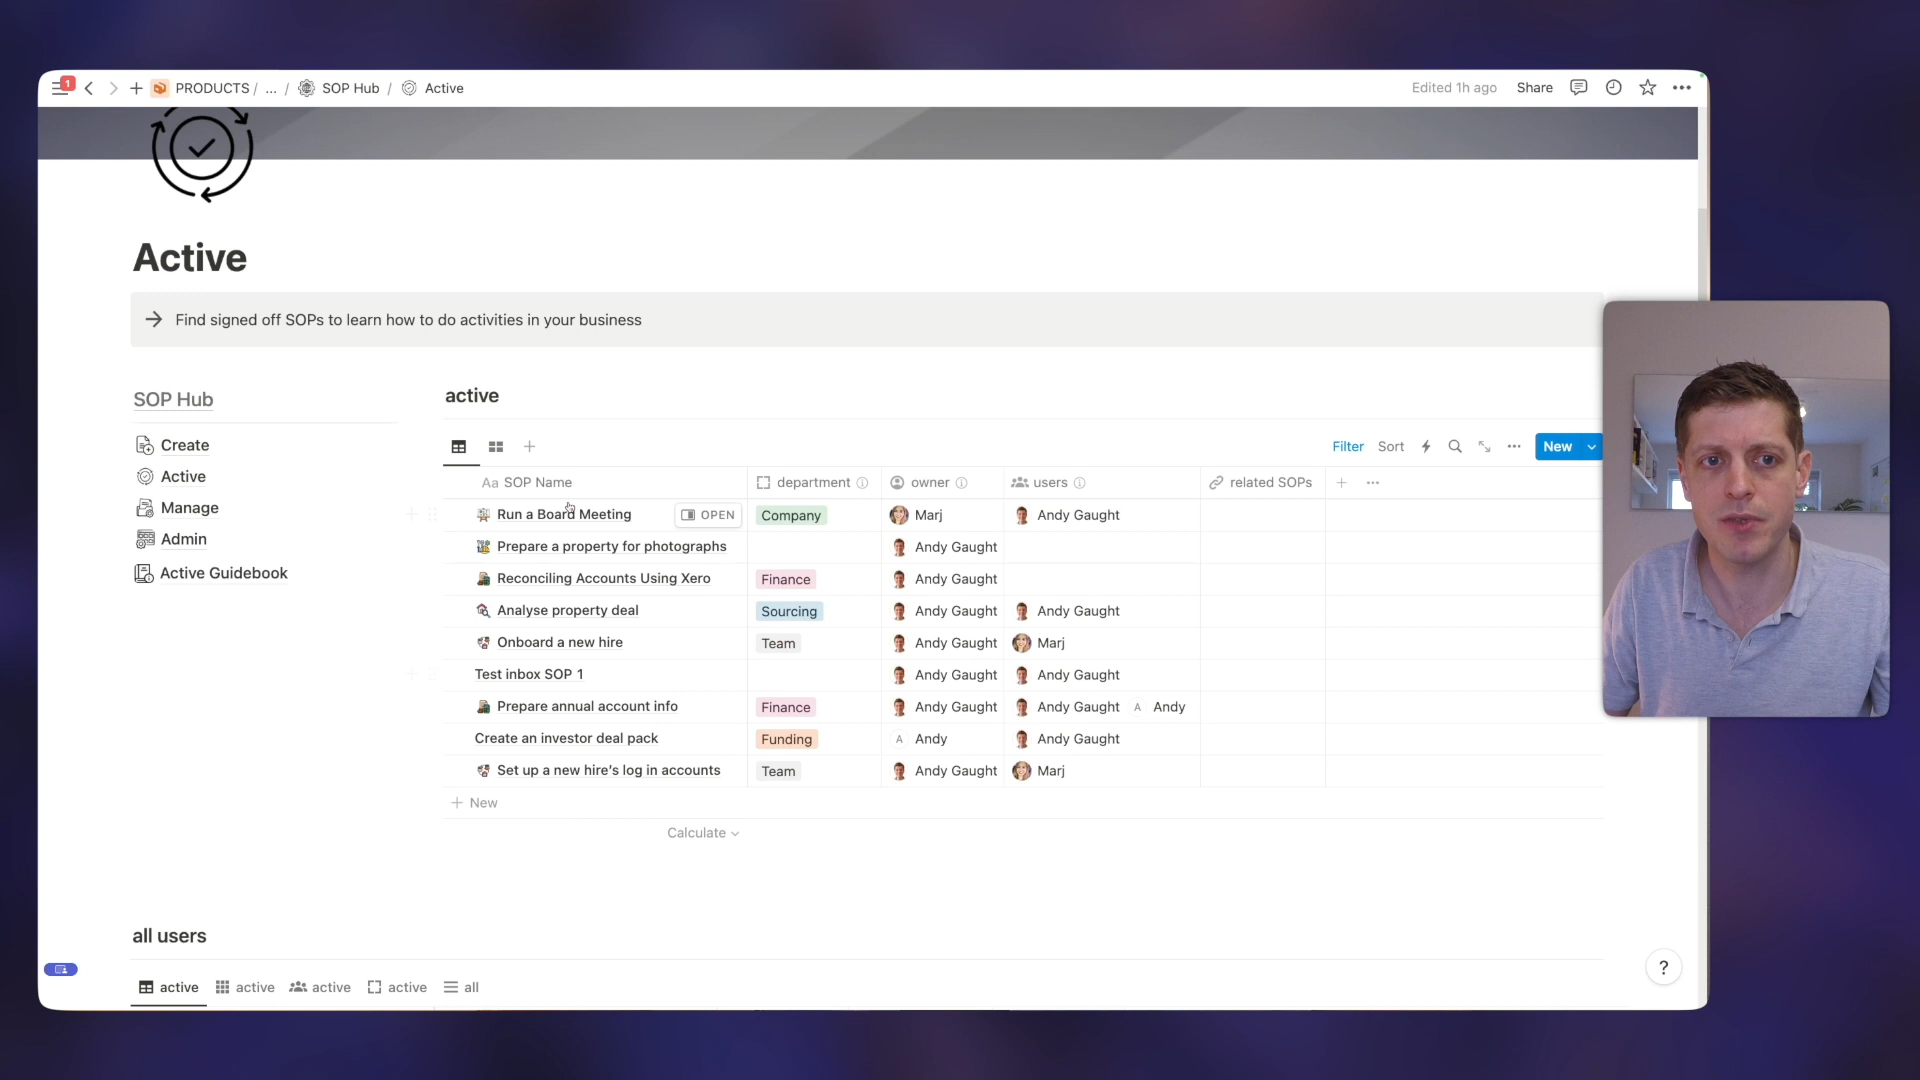 1
PRODUCTS / ... / SOP Hub / Active
Edited 1h ago Share
Active
→ Find signed off SOPs to learn how to do activities in your business
SOP Hub
Create
Active
Manage
Admin
Active Guidebook
active
Filter Sort New
Aa SOP Name department owner users related SOPs
Run a Board Meeting OPEN Company Marj Andy Gaught
Prepare a property for photographs Andy Gaught
Reconciling Accounts Using Xero Finance Andy Gaught
Analyse property deal Sourcing Andy Gaught Andy Gaught
Onboard a new hire Team Andy Gaught Marj
Test inbox SOP 1 Andy Gaught Andy Gaught
Prepare annual account info Finance Andy Gaught Andy Gaught A Andy
Create an investor deal pack Funding A Andy Andy Gaught
Set up a new hire’s log in accounts Team Andy Gaught Marj
+ New
Calculate
all users
active active active active all
?